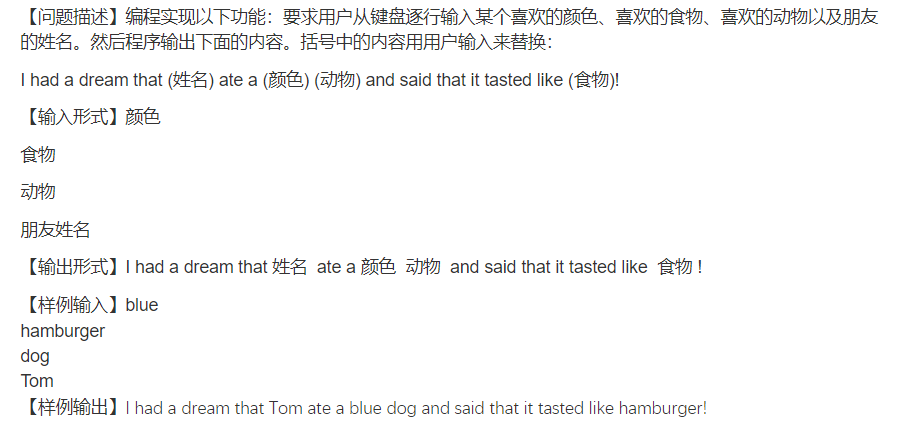 【问题描述】编程实现以下功能：要求用户从键盘逐行输入某个喜欢的颜色、喜欢的食物、喜欢的动物以及朋友
的姓名。然后程序输出下面的内容。括号中的内容用用户输入来替换：
I had a dream that (姓名) ate a (颜色) (动物) and said that it tasted like (食物)!
【输入形式】颜色
食物
动物
朋友姓名
【输出形式】I had a dream that 姓名 ate a 颜色 动物 and said that it tasted like 食物 !
【样例输入】blue
hamburger
dog
Tom
【样例输出】I had a dream that Tom ate a blue dog and said that it tasted like hamburger!